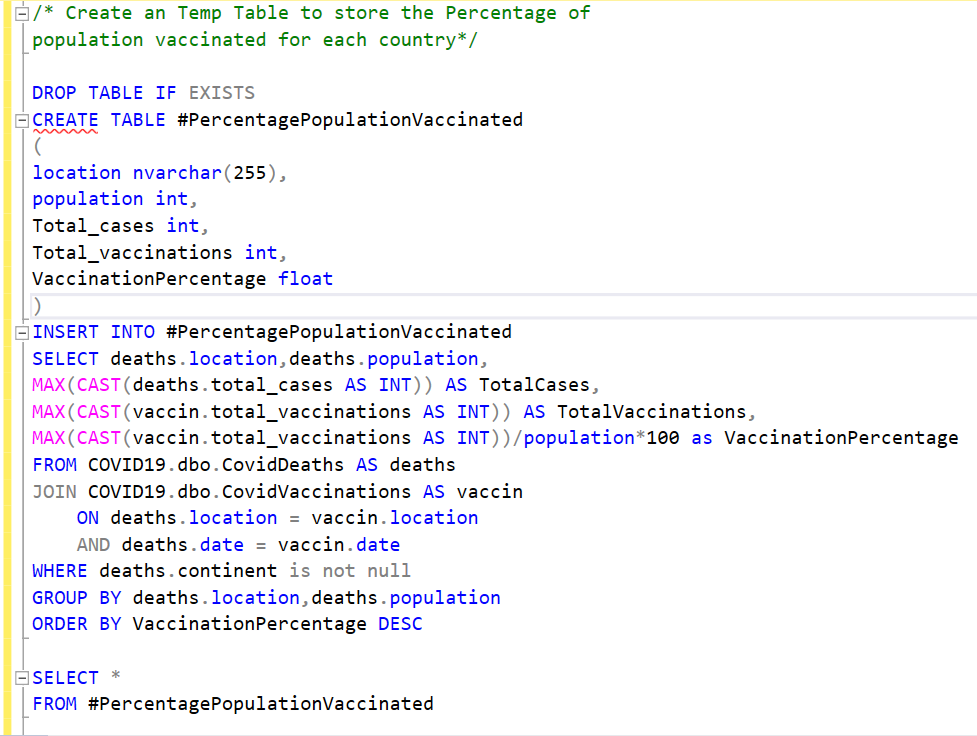 /* Create an Temp Table to store the Percentage of
population vaccinated for each country*/
DROP TABLE IF EXISTS
CREATE TABLE #PercentagePopulationVaccinated
(
location nvarchar(255),
population int,
Total_cases int,
Total_vaccinations int,
VaccinationPercentage float
)
INSERT INTO #PercentagePopulationVaccinated
SELECT deaths.location,deaths.population,
MAX(CAST(deaths.total_cases AS INT)) AS TotalCases,
MAX(CAST(vaccin.total_vaccinations AS INT)) AS TotalVaccinations,
MAX(CAST(vaccin.total_vaccinations AS INT))/population*100 as VaccinationPercentage
FROM COVID19.dbo.CovidDeaths AS deaths
JOIN COVID19.dbo.CovidVaccinations AS vaccin
    ON deaths.location = vaccin.location
    AND deaths.date = vaccin.date
WHERE deaths.continent is not null
GROUP BY deaths.location,deaths.population
ORDER BY VaccinationPercentage DESC
SELECT *
FROM #PercentagePopulationVaccinated